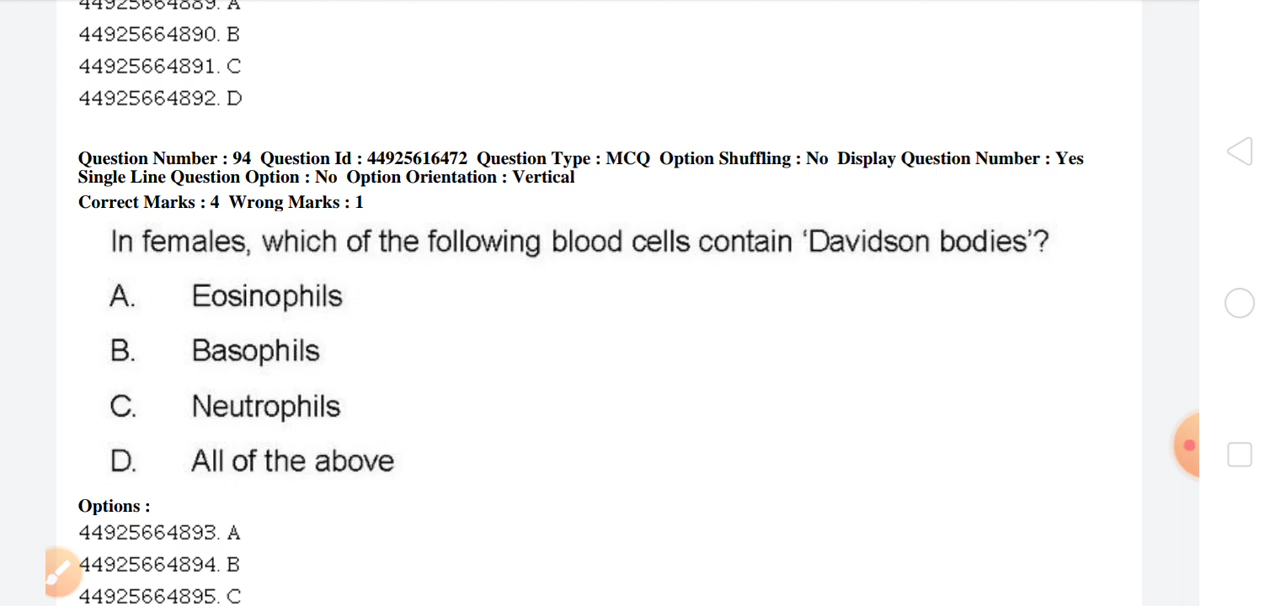 44925664889. A
44925664890. B
44925664891. C
44925664892. D
Question Number : 94 Question Id : 44925616472 Question Type : MCQ Option Shuffling : No Display Question Number : Yes
Single Line Question Option : No Option Orientation : Vertical
Correct Marks : 4 Wrong Marks : 1
In females, which of the following blood cells contain ‘Davidson bodies’?
A. Eosinophils
B. Basophils
C. Neutrophils
D. All of the above
Options :
44925664893. A
44925664894. B
44925664895. C